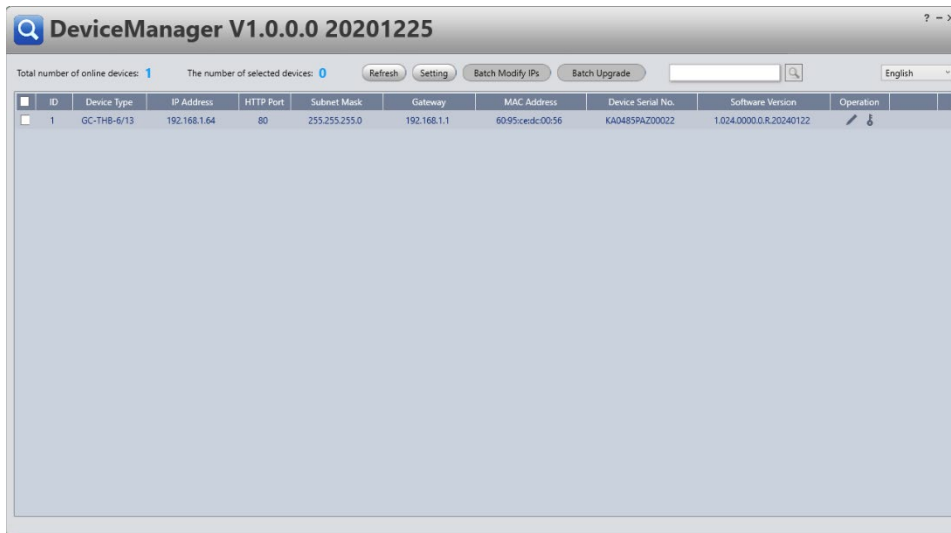 DeviceManager V1.0.0.0 20201225
? – ×
Total number of online devices: 1 The number of selected devices: 0 Refresh Setting Batch Modify IPs Batch Upgrade English
ID Device Type IP Address HTTP Port Subnet Mask Gateway MAC Address Device Serial No. Software Version Operation
1 GC-THB-6/13 192.168.1.64 80 255.255.255.0 192.168.1.1 60:95:ce:dc:00:56 KA0485PAZ00022 1.024.0000.0.R.20240122